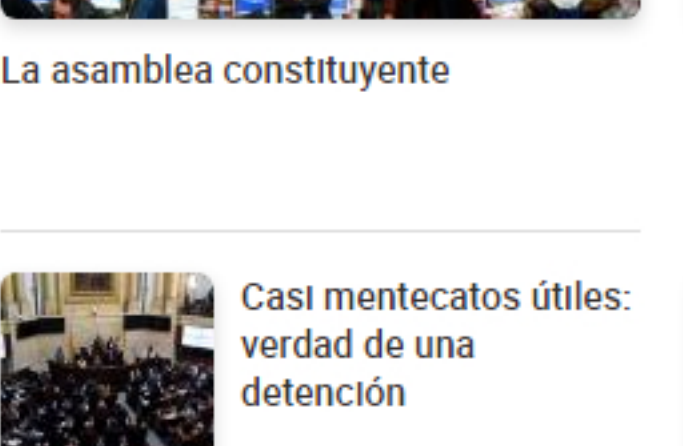 La asamblea constituyente
Casi mentecatos útiles:
verdad de una
detención